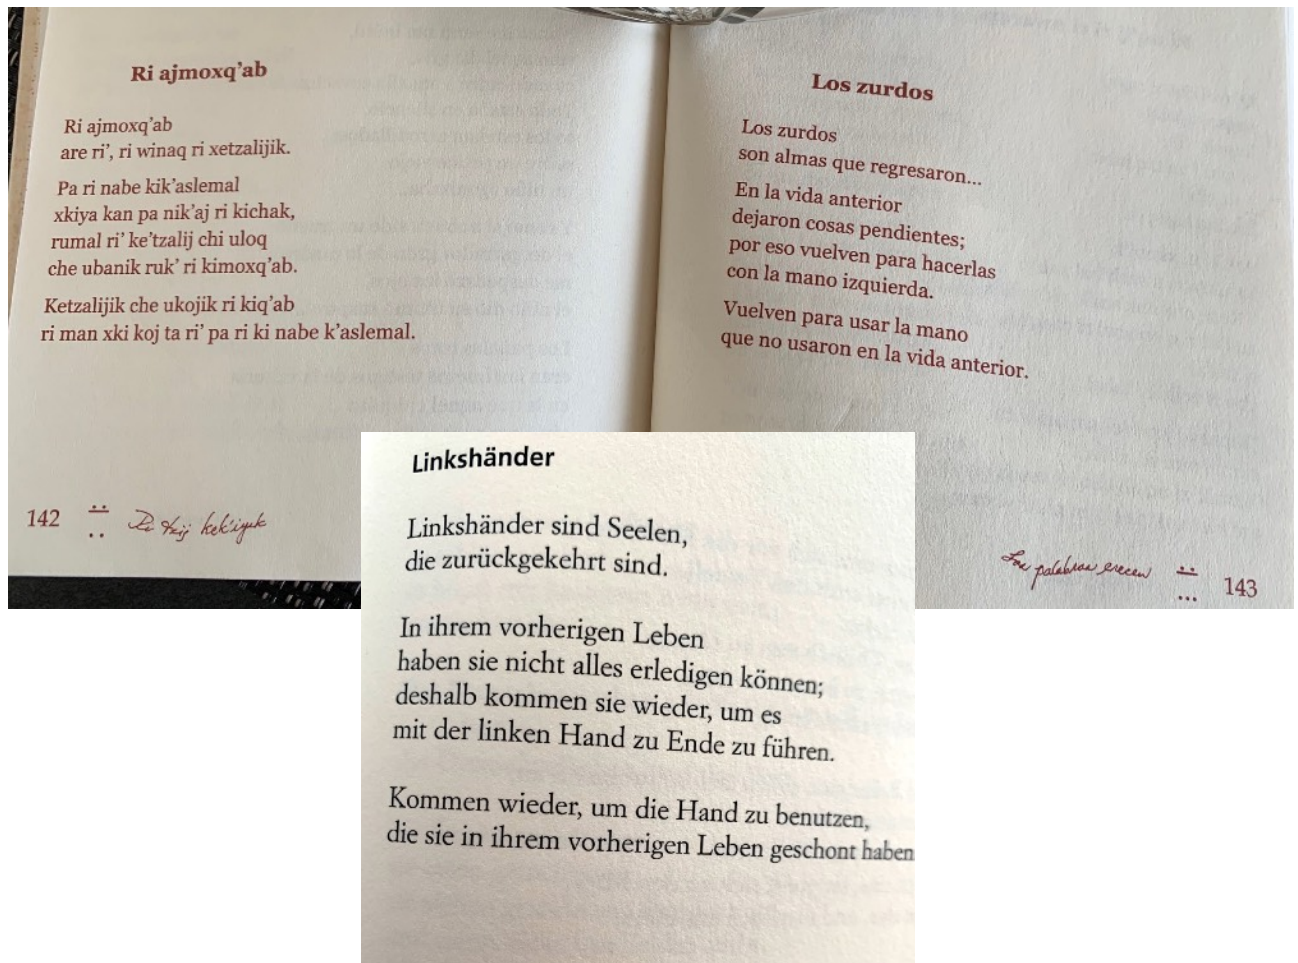 Ri ajmoxq'ab
Ri ajmoxq'ab
are ri', ri winaq ri xetzalijik.
Pa ri nabe kik'aslemal
xkiya kan pa nik'aj ri kichak,
rumal ri' ke'tzalij chi uloq
che ubanik ruk' ri kimoxq'ab.
Ketzalijik che ukojik ri kiq'ab
ri man xki koj ta ri' pa ri ki nabe k'aslemal.
142
Ri tzij kek'iyik
Los zurdos
Los zurdos
son almas que regresaron...
En la vida anterior
dejaron cosas pendientes;
por eso vuelven para hacerlas
con la mano izquierda.
Vuelven para usar la mano
que no usaron en la vida anterior.
Las palabras crecen
143
Linkshänder
Linkshänder sind Seelen,
die zurückgekehrt sind.
In ihrem vorherigen Leben
haben sie nicht alles erledigen können;
deshalb kommen sie wieder, um es
mit der linken Hand zu Ende zu führen.
Kommen wieder, um die Hand zu benutzen,
die sie in ihrem vorherigen Leben geschont haben